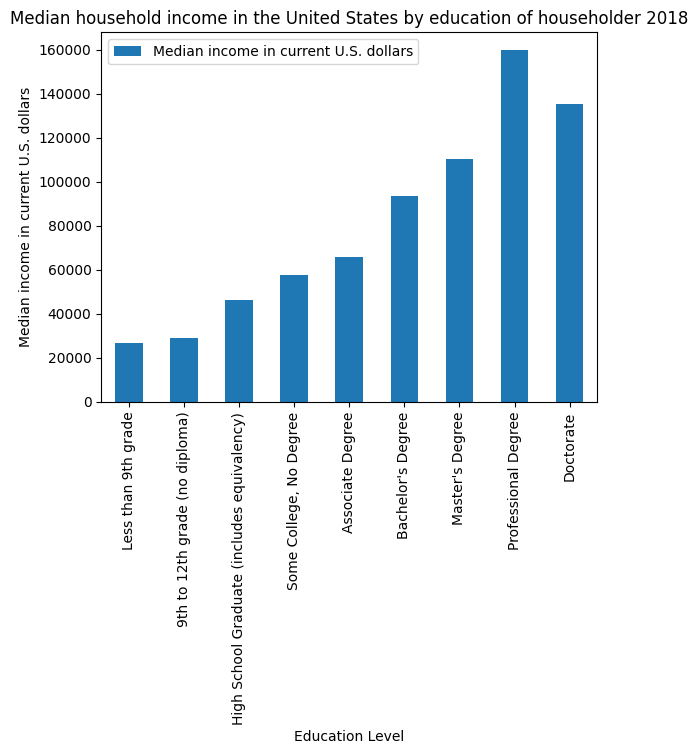 Median household income in the United States by education of householder 2018
Median income in current U.S. dollars
Median income in current U.S. dollars
160000
140000
120000
100000
80000
60000
40000
20000
0
Less than 9th grade
9th to 12th grade (no diploma)
High School Graduate (includes equivalency)
Some College, No Degree
Associate Degree
Bachelor's Degree
Master's Degree
Professional Degree
Doctorate
Education Level